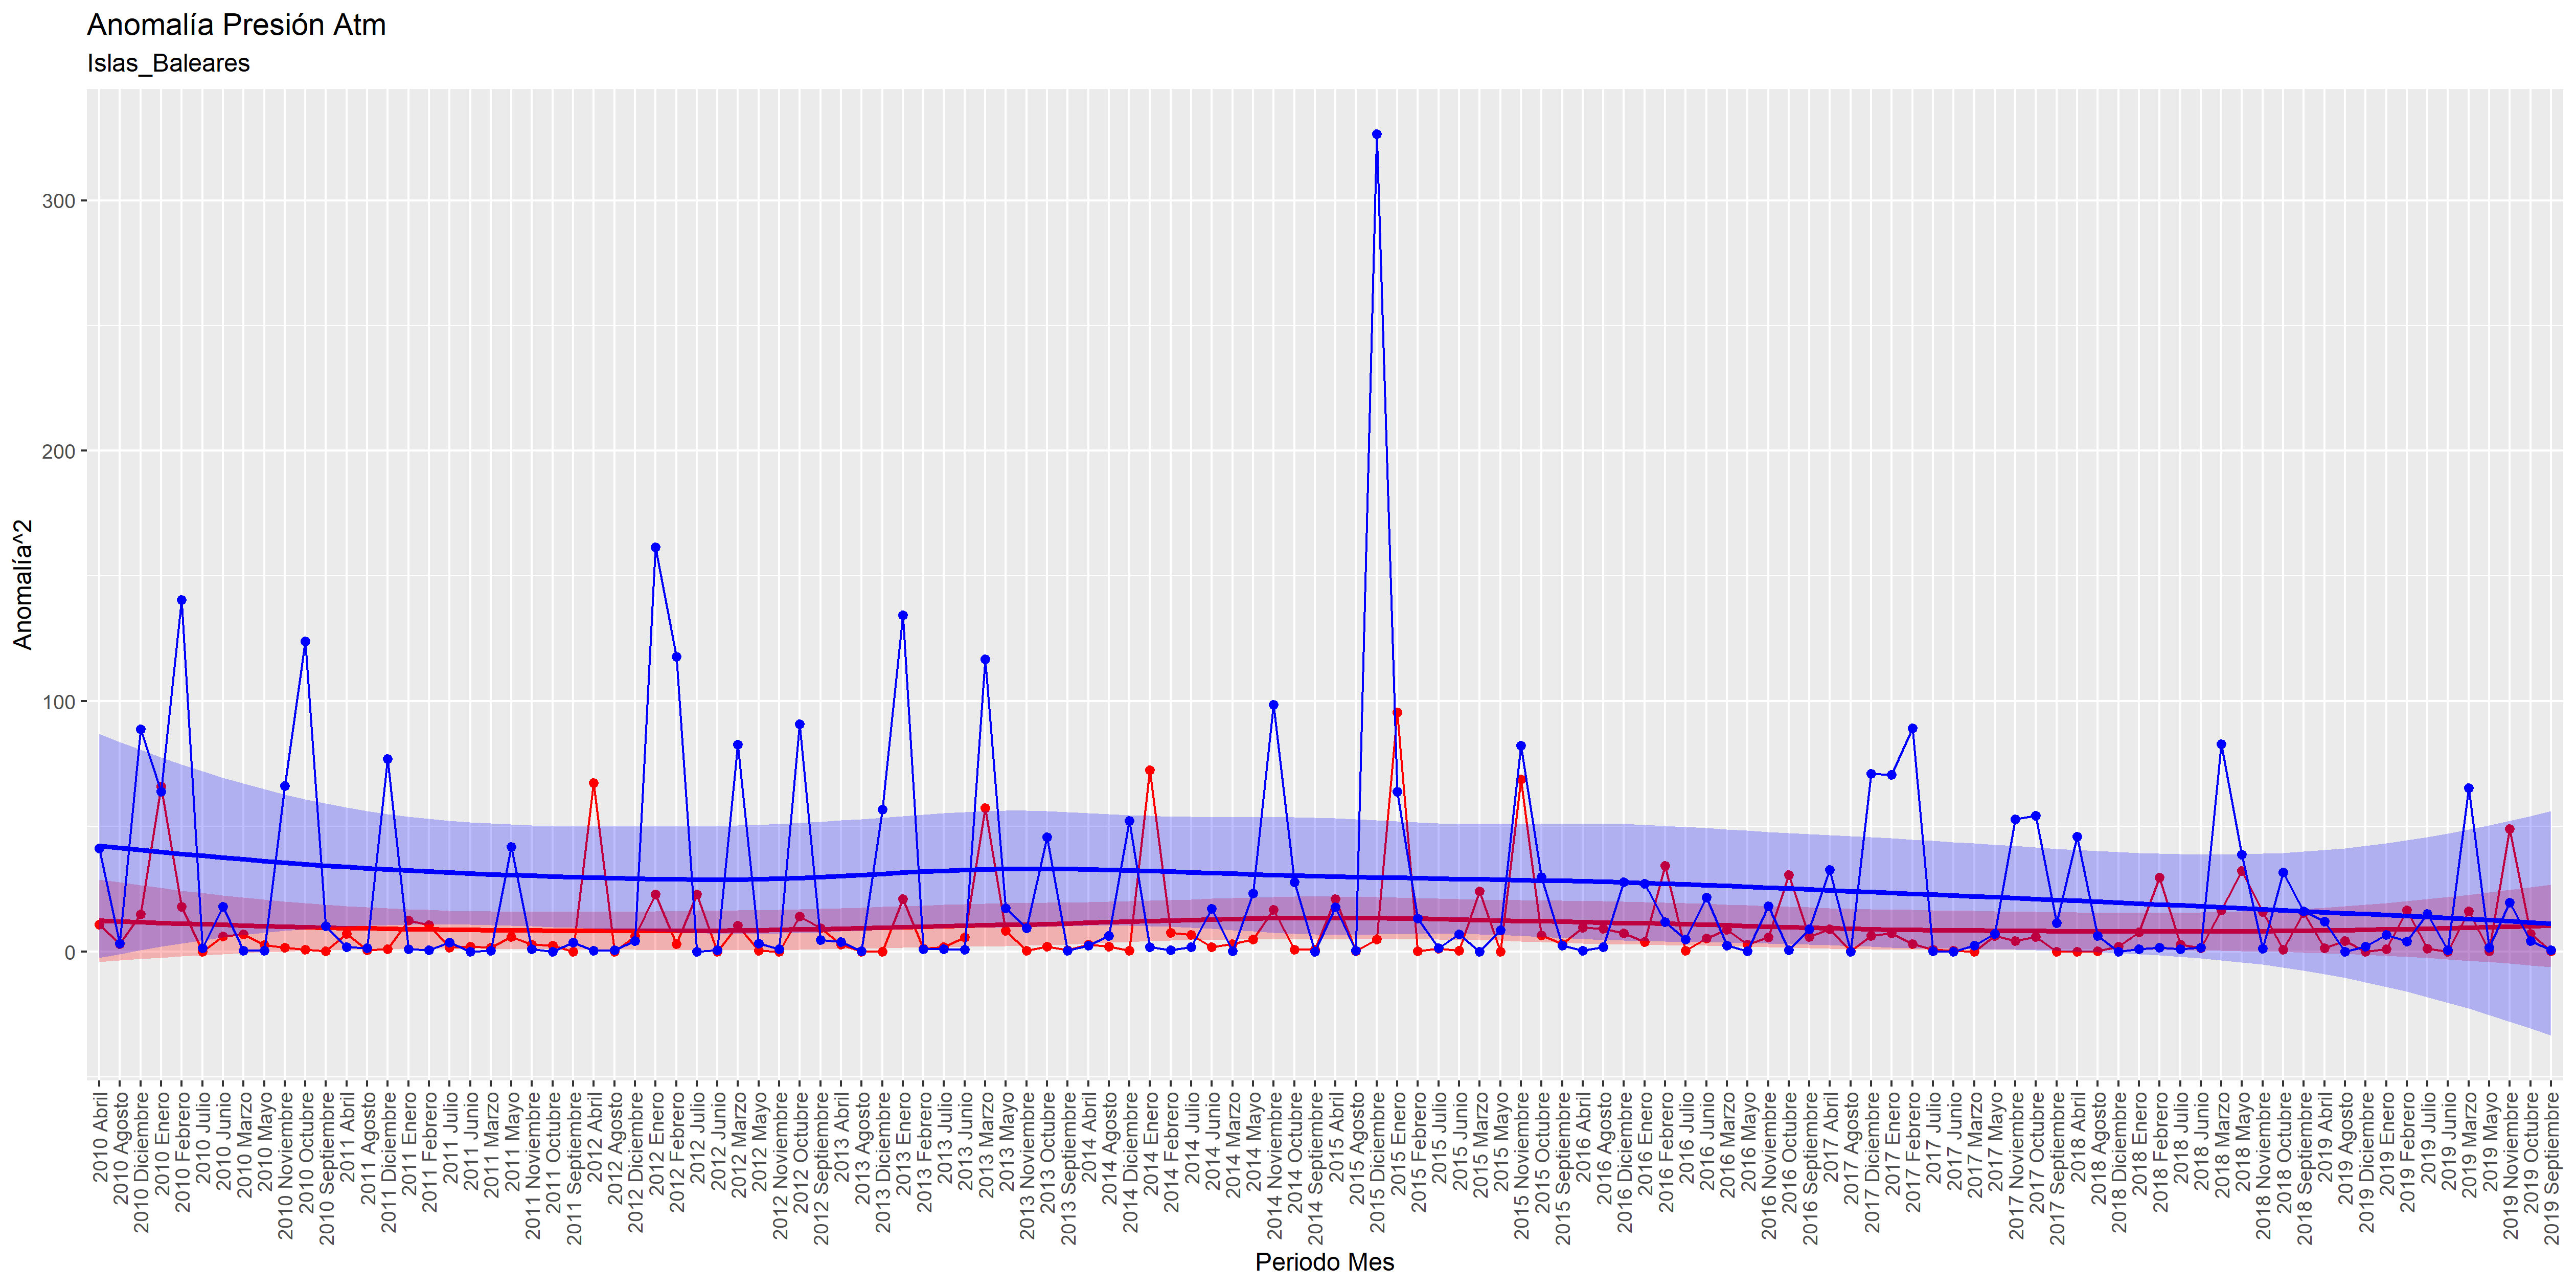 Anomalía Presión Atm
Islas_Baleares
Anomalía^2
300
200
100
0
2010 Abril
2010 Agosto
2010 Diciembre
2010 Enero
2010 Febrero
2010 Julio
2010 Junio
2010 Marzo
2010 Mayo
2010 Noviembre
2010 Octubre
2010 Septiembre
2011 Abril
2011 Agosto
2011 Diciembre
2011 Enero
2011 Febrero
2011 Julio
2011 Junio
2011 Marzo
2011 Mayo
2011 Noviembre
2011 Octubre
2011 Septiembre
2012 Abril
2012 Agosto
2012 Diciembre
2012 Enero
2012 Febrero
2012 Julio
2012 Junio
2012 Marzo
2012 Mayo
2012 Noviembre
2012 Octubre
2012 Septiembre
2013 Abril
2013 Agosto
2013 Diciembre
2013 Enero
2013 Febrero
2013 Julio
2013 Junio
2013 Marzo
2013 Mayo
2013 Noviembre
2013 Octubre
2013 Septiembre
2014 Abril
2014 Agosto
2014 Diciembre
2014 Enero
2014 Febrero
2014 Julio
2014 Junio
2014 Marzo
2014 Mayo
2014 Noviembre
2014 Octubre
2014 Septiembre
2015 Abril
2015 Agosto
2015 Diciembre
2015 Enero
2015 Febrero
2015 Julio
2015 Junio
2015 Marzo
2015 Mayo
2015 Noviembre
2015 Octubre
2015 Septiembre
2016 Abril
2016 Agosto
2016 Diciembre
2016 Enero
2016 Febrero
2016 Julio
2016 Junio
2016 Marzo
2016 Mayo
2016 Noviembre
2016 Octubre
2016 Septiembre
2017 Abril
2017 Agosto
2017 Diciembre
2017 Enero
2017 Febrero
2017 Julio
2017 Junio
2017 Marzo
2017 Mayo
2017 Noviembre
2017 Octubre
2017 Septiembre
2018 Abril
2018 Agosto
2018 Diciembre
2018 Enero
2018 Febrero
2018 Julio
2018 Junio
2018 Marzo
2018 Mayo
2018 Noviembre
2018 Octubre
2018 Septiembre
2019 Abril
2019 Agosto
2019 Diciembre
2019 Enero
2019 Febrero
2019 Julio
2019 Junio
2019 Marzo
2019 Mayo
2019 Noviembre
2019 Octubre
2019 Septiembre
Periodo Mes